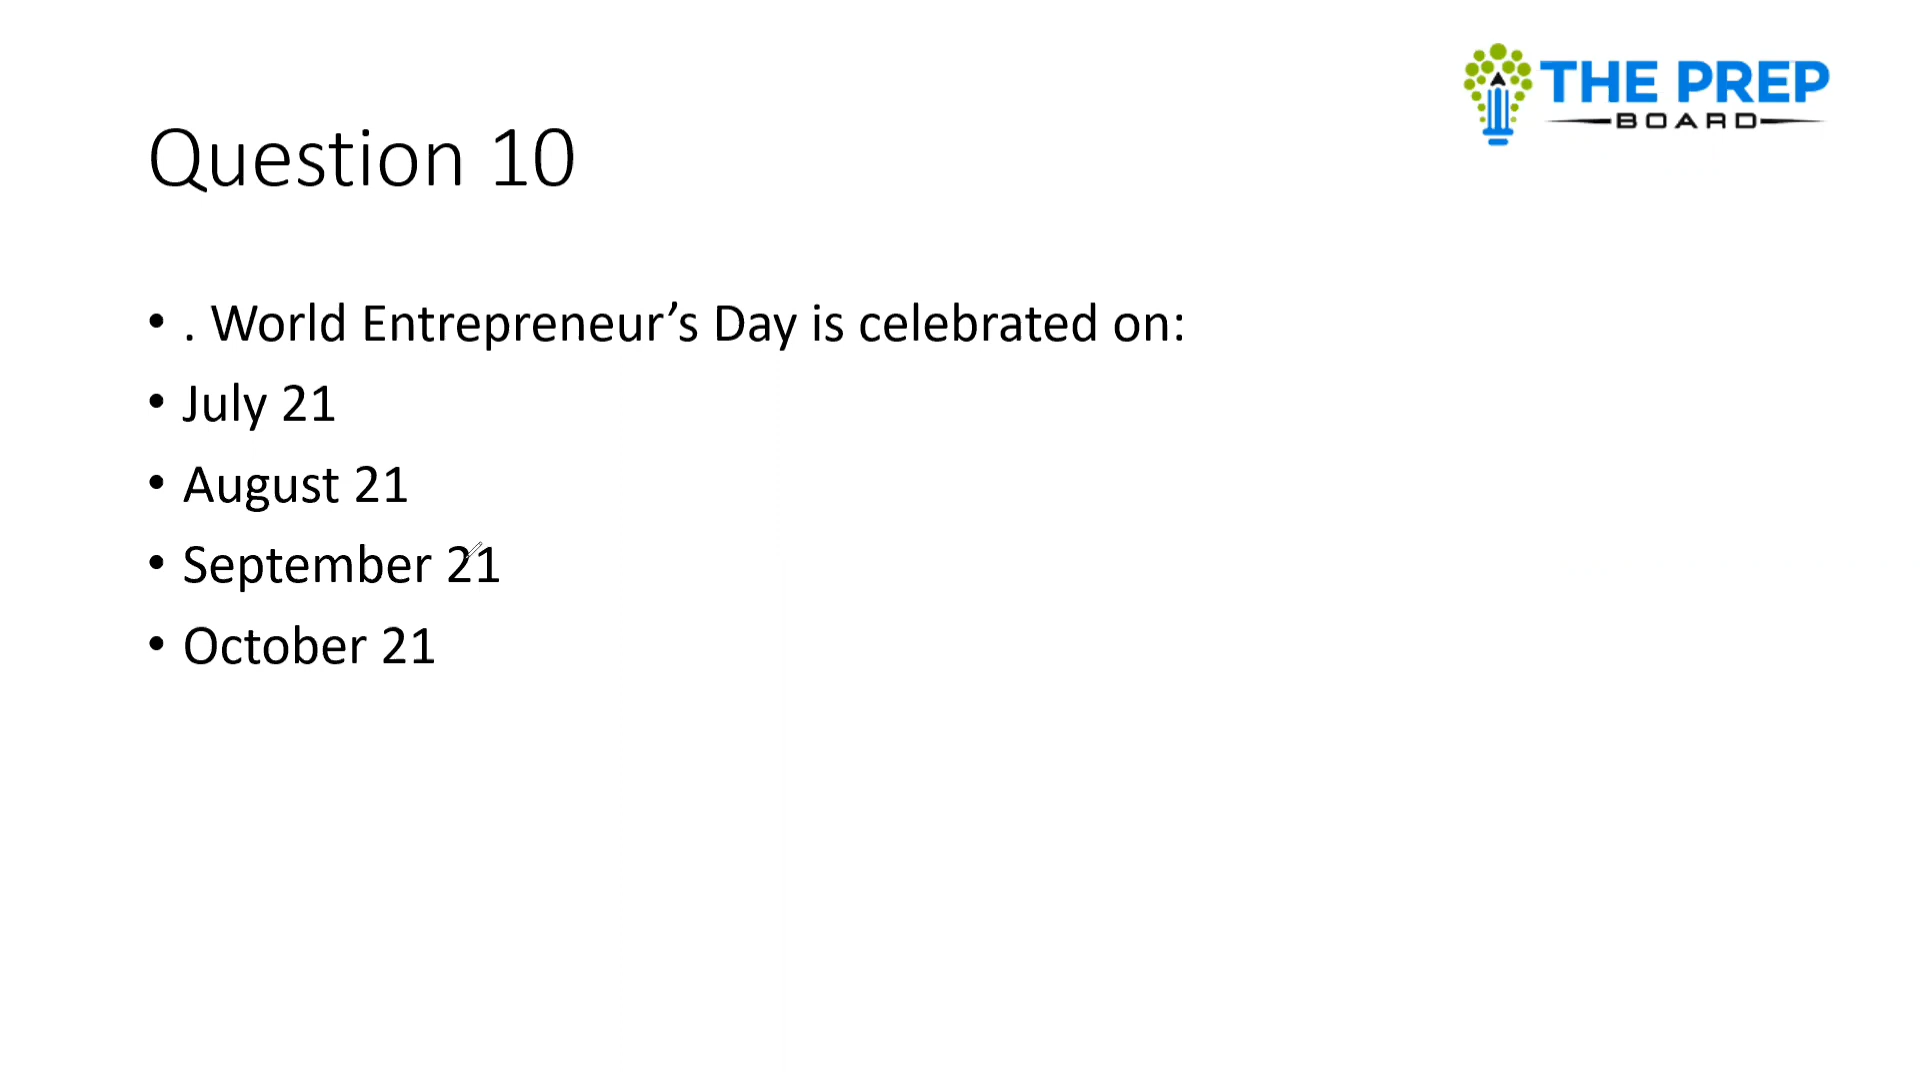 THE PREP
BOARD
Question 10
• . World Entrepreneur’s Day is celebrated on:
• July 21
• August 21
• September 21
• October 21